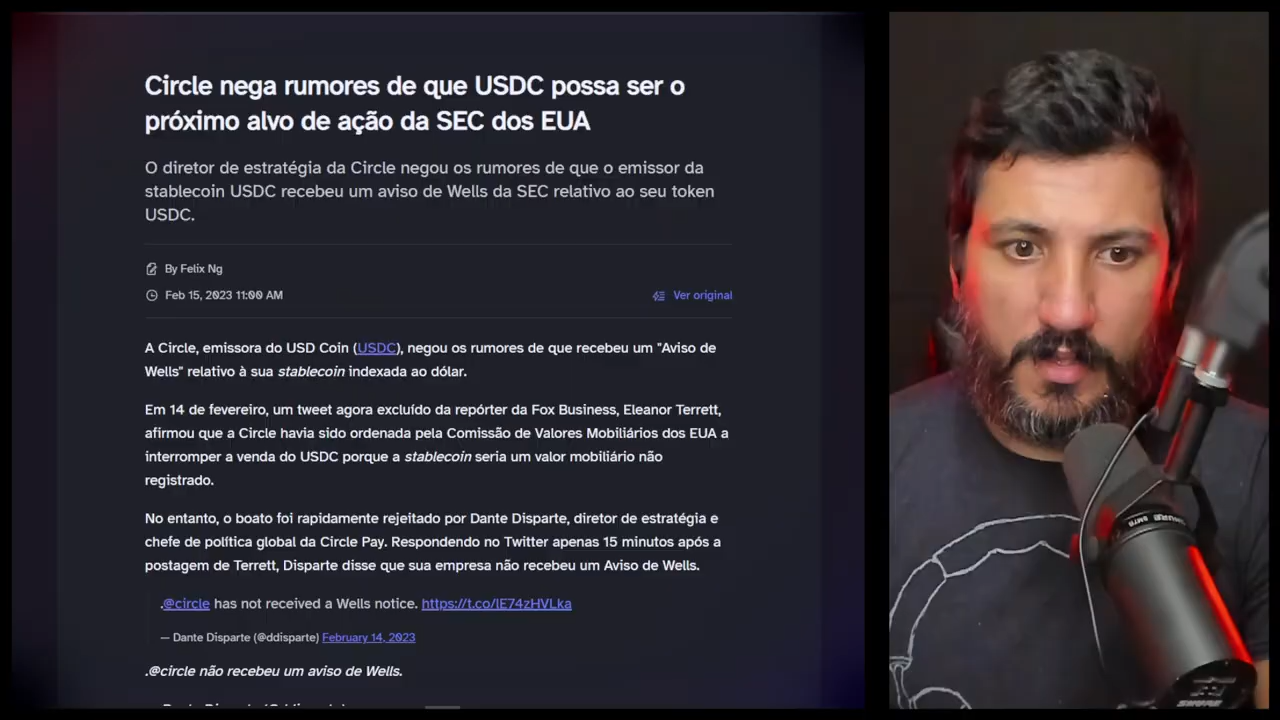 Circle nega rumores de que USDC possa ser o
próximo alvo de ação da SEC dos EUA
O diretor de estratégia da Circle negou os rumores de que o emissor da
stablecoin USDC recebeu um aviso de Wells da SEC relativo ao seu token
USDC.
By Felix Ng
Feb 15, 2023 11:00 AM
Ver original
A Circle, emissora do USD Coin (USDC), negou os rumores de que recebeu um "Aviso de
Wells" relativo à sua stablecoin indexada ao dólar.
Em 14 de fevereiro, um tweet agora excluído da repórter da Fox Business, Eleanor Terrett,
afirmou que a Circle havia sido ordenada pela Comissão de Valores Mobiliários dos EUA a
interromper a venda do USDC porque a stablecoin seria um valor mobiliário não
registrado.
No entanto, o boato foi rapidamente rejeitado por Dante Disparte, diretor de estratégia e
chefe de política global da Circle Pay. Respondendo no Twitter apenas 15 minutos após a
postagem de Terrett, Disparte disse que sua empresa não recebeu um Aviso de Wells.
.@circle has not received a Wells notice. https://t.co/lE74zHVLka
— Dante Disparte (@ddisparte) February 14, 2023
.@circle não recebeu um aviso de Wells.
SHURE SM7B
SHURE